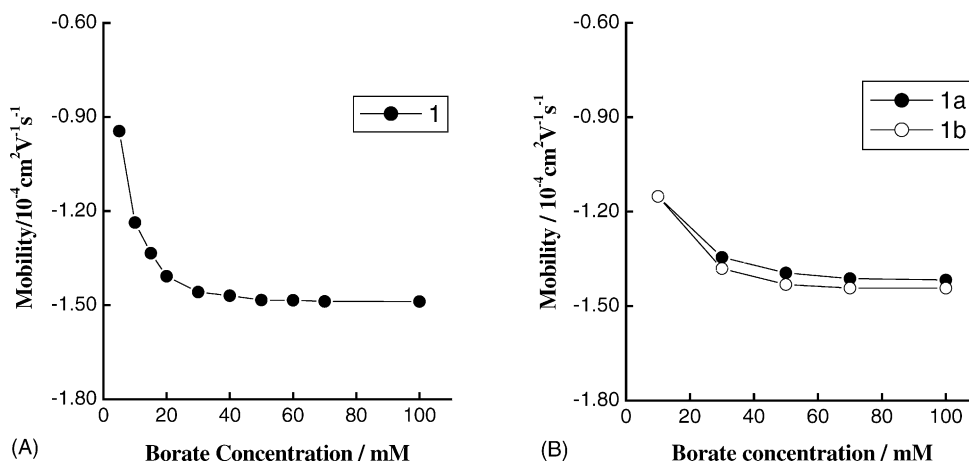 -0.60
-0.90
-1.20
-1.50
-1.80
0 20 40 60 80 100
Mobility/10⁻⁴cm²V⁻¹s⁻¹
Borate Concentration / mM
1
(A)
-0.60
-0.90
-1.20
-1.50
-1.80
0 20 40 60 80 100
Mobility / 10⁻⁴cm²V⁻¹s⁻¹
Borate concentration / mM
1a
1b
(B)